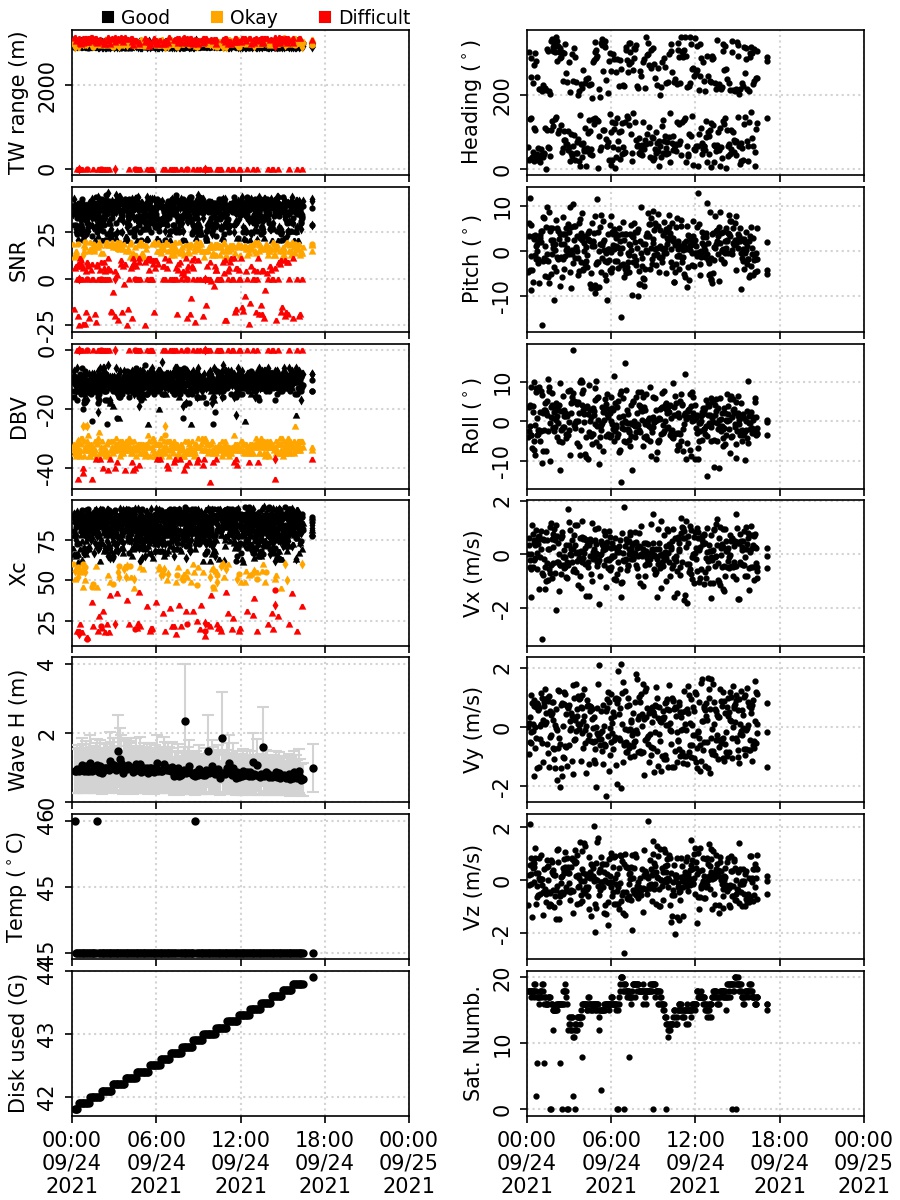 Good Okay Difficult
TW range (m)
2000
0
Heading (°)
200
0
SNR
25
0
-25
Pitch (°)
10
0
-10
DBV
0
-20
-40
Roll (°)
10
0
-10
Xc
75
50
25
Vx (m/s)
2
0
-2
Wave H (m)
4
2
0
Vy (m/s)
2
0
-2
Temp (°C)
46
45
45
Vz (m/s)
2
0
-2
Disk used (G)
44
43
42
Sat. Numb.
20
10
0
00:00 06:00 12:00 18:00 00:00
09/24 09/24 09/24 09/24 09/25
2021 2021 2021 2021 2021
00:00 06:00 12:00 18:00 00:00
09/24 09/24 09/24 09/24 09/25
2021 2021 2021 2021 2021